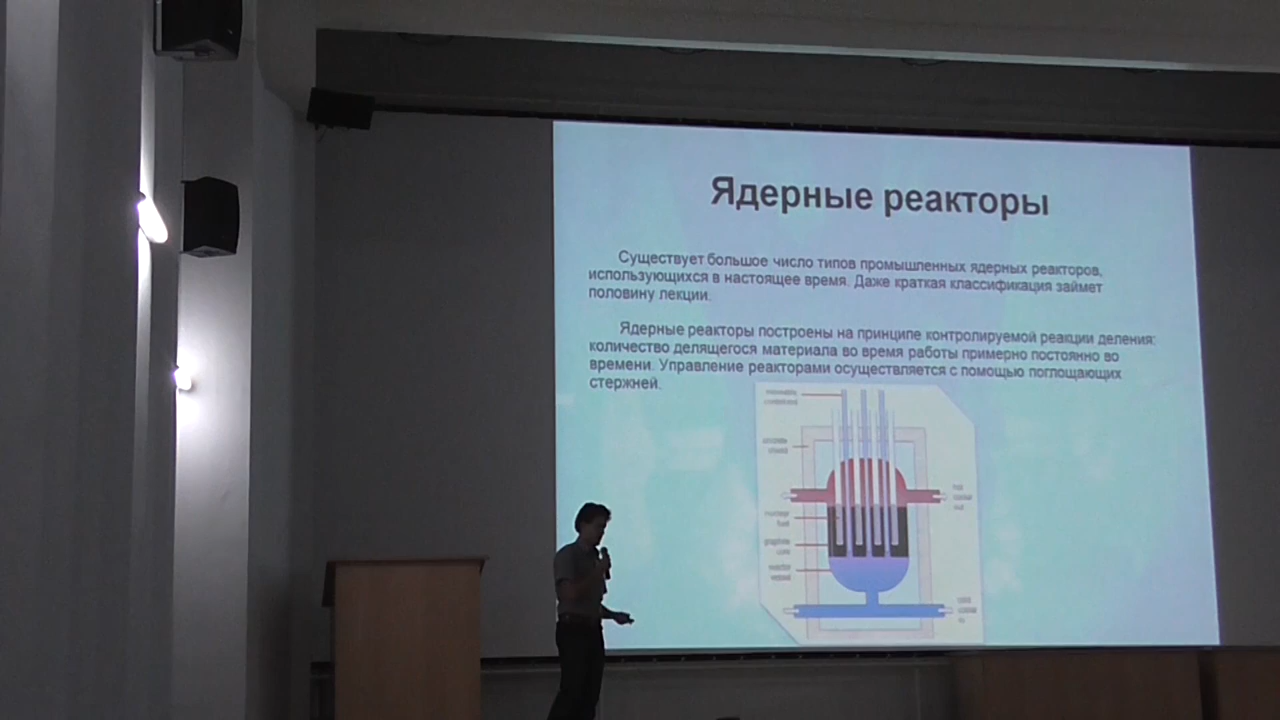 Ядерные реакторы
Существует большое число типов промышленных ядерных реакторов,
использующихся в настоящее время. Даже краткая классификация займет
половину лекции.
Ядерные реакторы построены на принципе контролируемой реакции деления:
количество делящегося материала во время работы примерно постоянно во
времени. Управление реакторами осуществляется с помощью поглощающих
стержней.
graphite
core